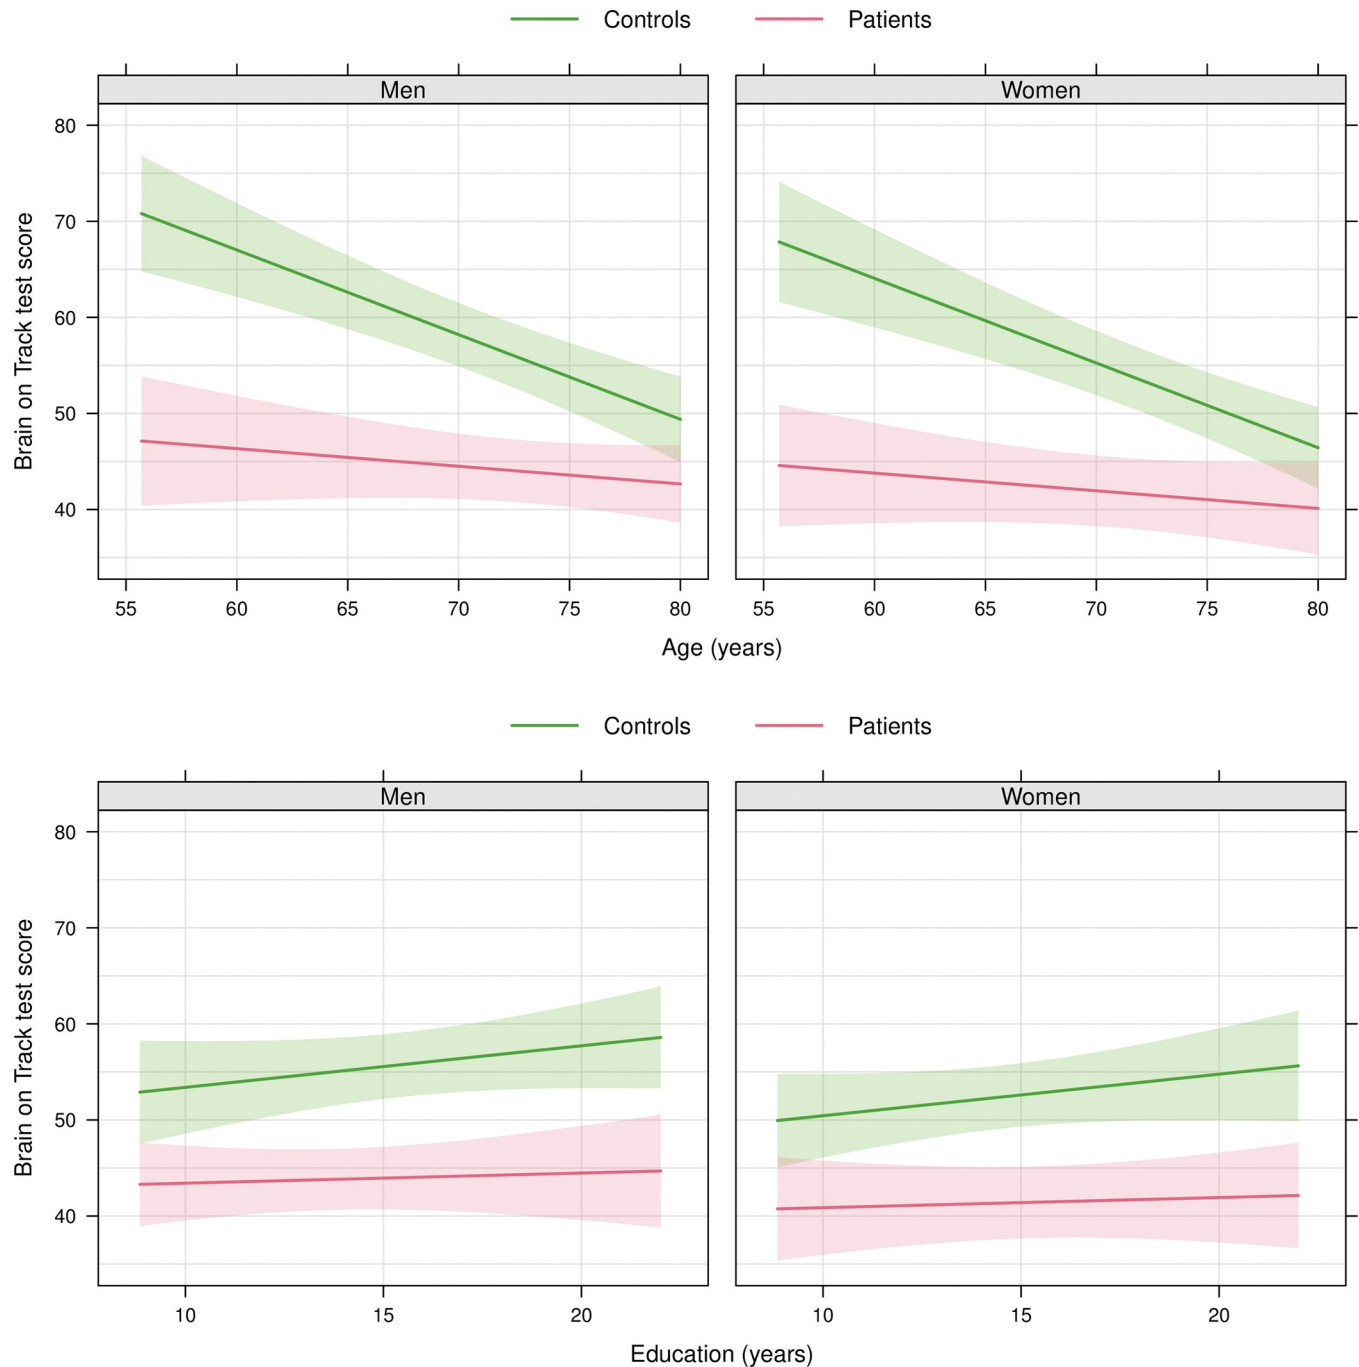 Controls Patients
Men Women
80
70
60
50
40
Brain on Track test score
55 60 65 70 75 80 55 60 65 70 75 80
Age (years)
Controls Patients
Men Women
80
70
60
50
40
Brain on Track test score
10 15 20 10 15 20
Education (years)